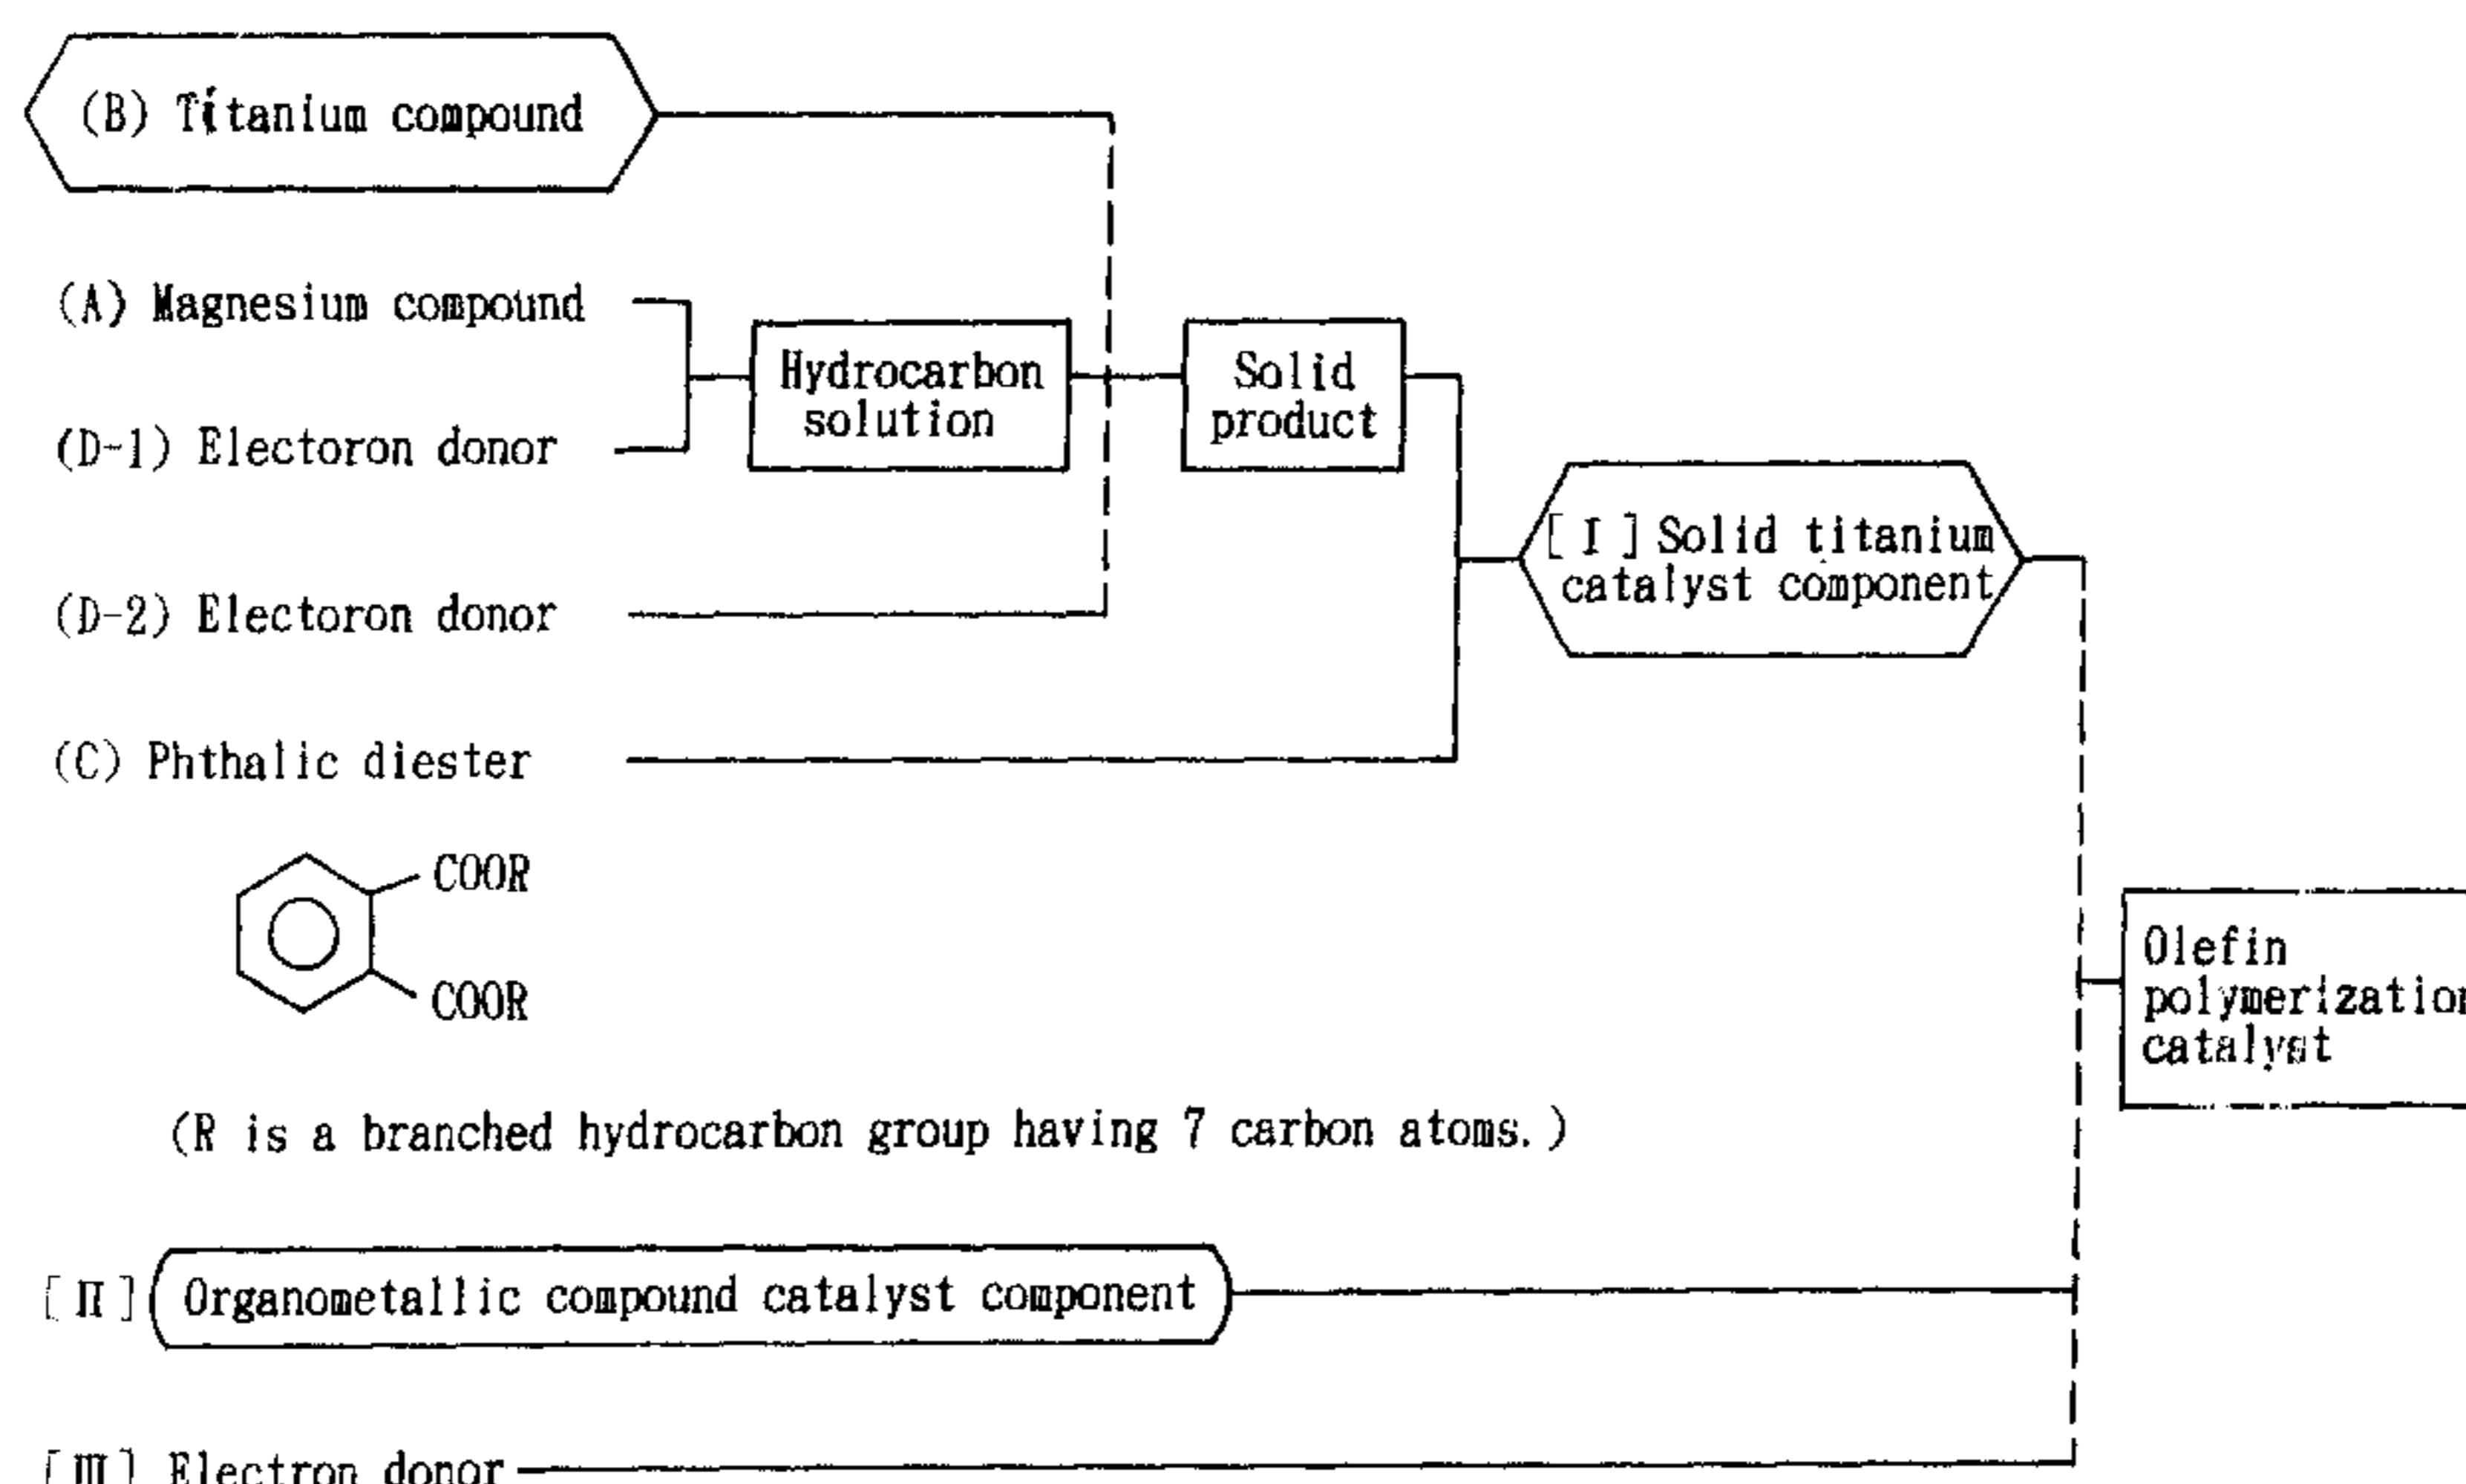 (B) Titanium compound
(A) Magnesium compound
(D-1) Electoron donor
Hydrocarbon
solution
Solid
product
(D-2) Electoron donor
[I] Solid titanium
catalyst component
(C) Phthalic diester
COOR
COOR
Olefin
polymerization
catalyst
(R is a branched hydrocarbon group having 7 carbon atoms.)
[II] Organometallic compound catalyst component
[III] Electron donor